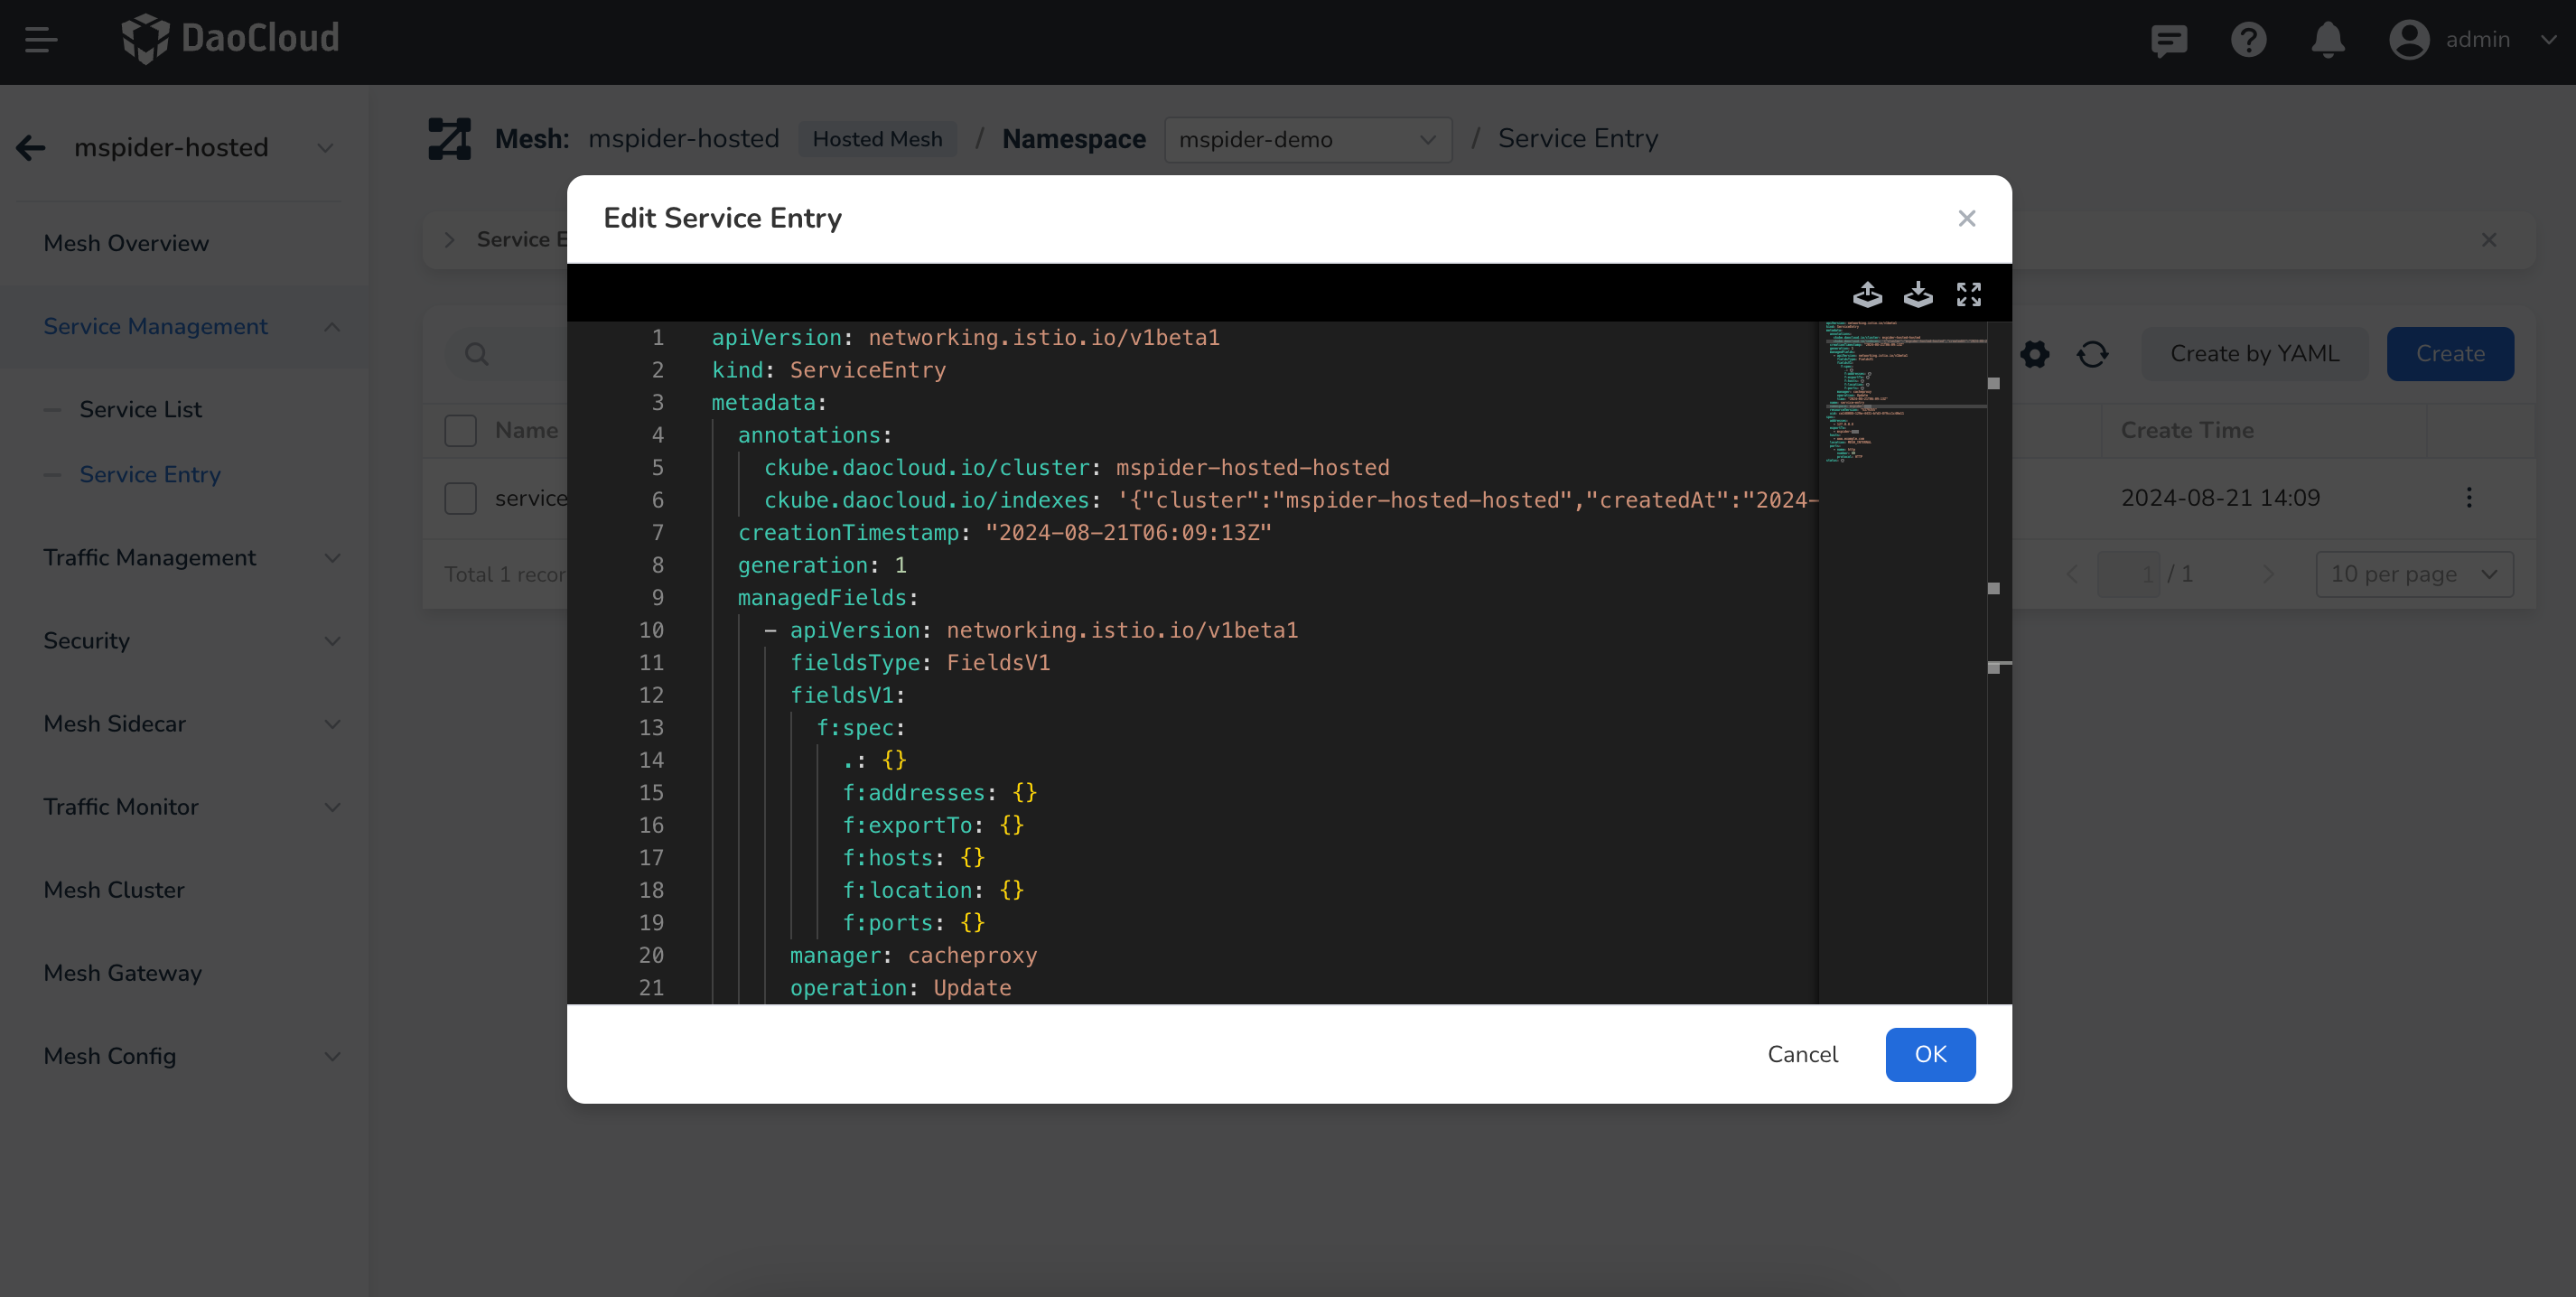 DaoCloud
admin
mspider-hosted
Mesh: mspider-hosted Hosted Mesh / Namespace mspider-demo / Service Entry
Mesh Overview
Service Management
Service List
Service Entry
Traffic Management
Security
Mesh Sidecar
Traffic Monitor
Mesh Cluster
Mesh Gateway
Mesh Config
Service E
Create by YAML
Create
Name
Create Time
service
2024-08-21 14:09
Total 1 recor
1 / 1
10 per page
Edit Service Entry
1 apiVersion: networking.istio.io/v1beta1
2 kind: ServiceEntry
3 metadata:
4 annotations:
5 ckube.daocloud.io/cluster: mspider-hosted-hosted
6 ckube.daocloud.io/indexes: '{"cluster":"mspider-hosted-hosted","createdAt":"2024-
7 creationTimestamp: "2024-08-21T06:09:13Z"
8 generation: 1
9 managedFields:
10 - apiVersion: networking.istio.io/v1beta1
11 fieldsType: FieldsV1
12 fieldsV1:
13 f:spec:
14 .: {}
15 f:addresses: {}
16 f:exportTo: {}
17 f:hosts: {}
18 f:location: {}
19 f:ports: {}
20 manager: cacheproxy
21 operation: Update
Cancel
OK